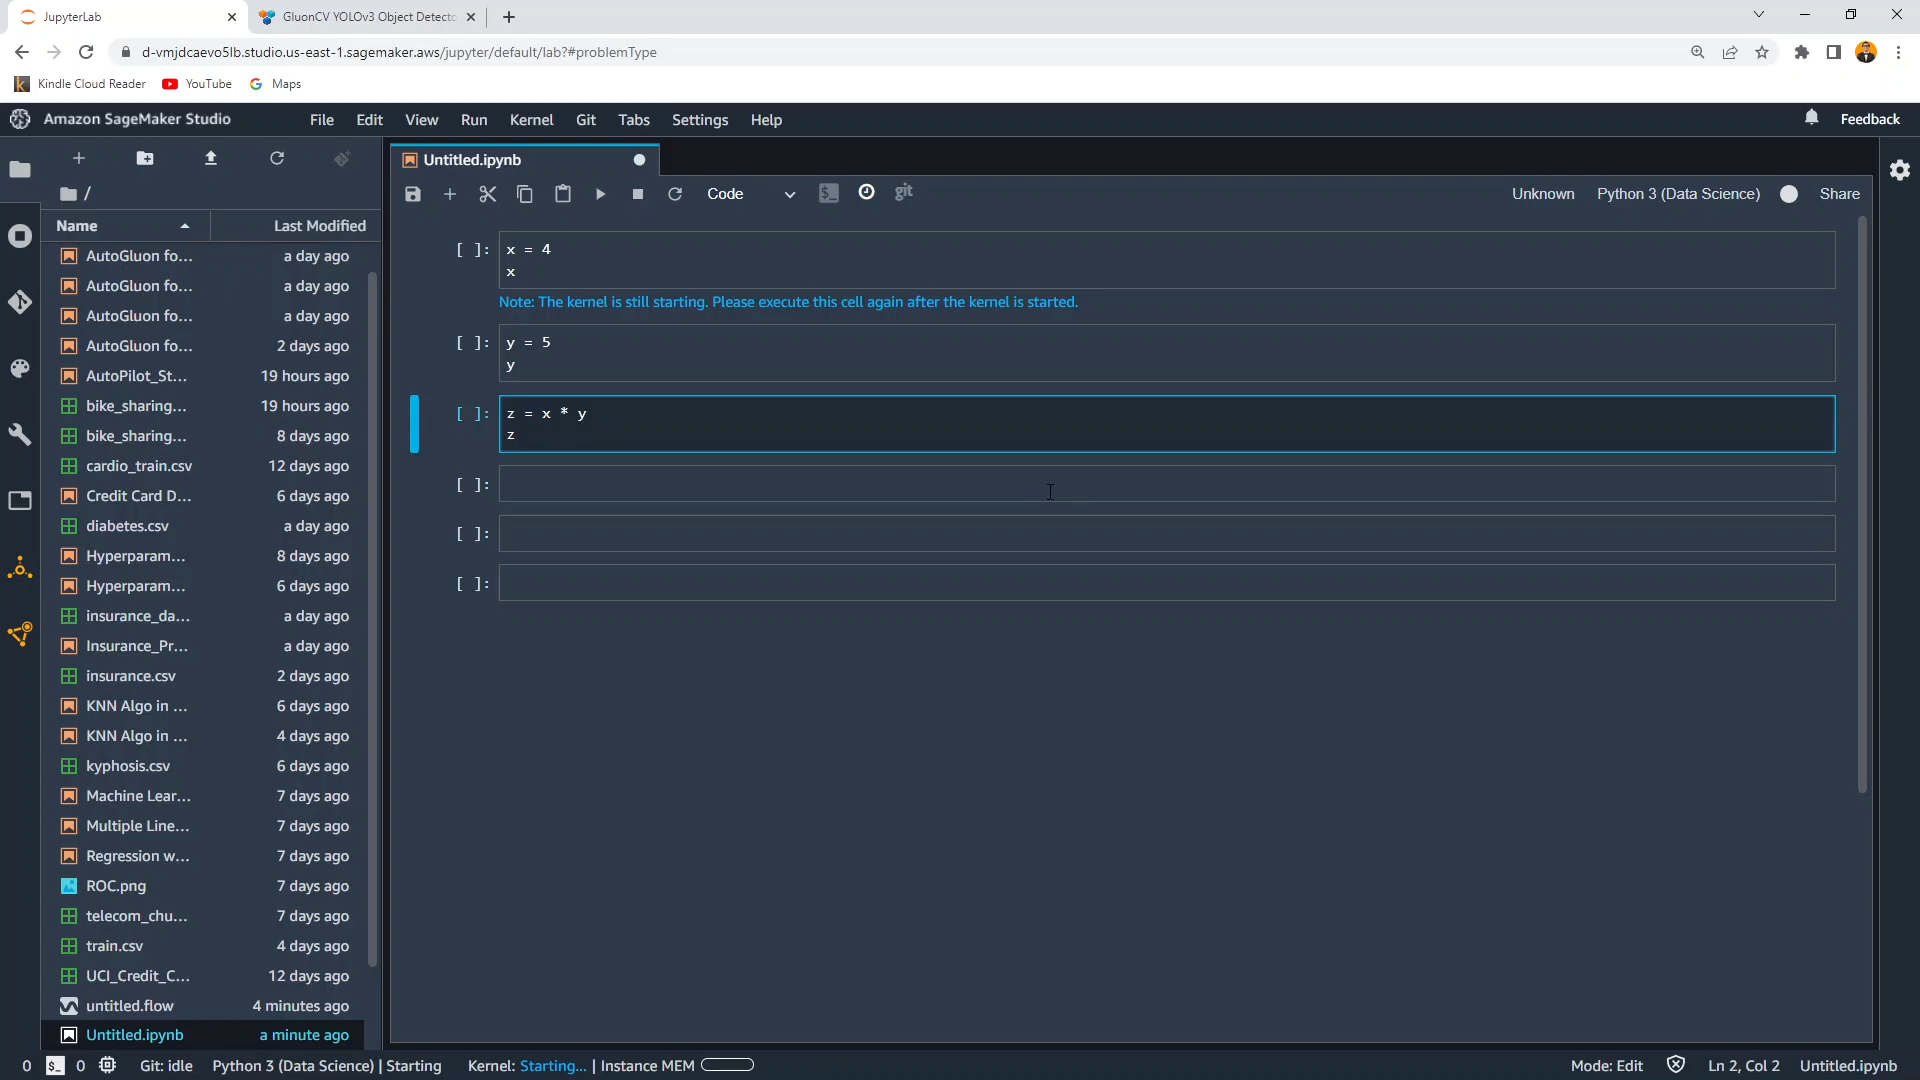 JupyterLab
GluonCV YOLOv3 Object Detecto
d-vmjdcaevo5lb.studio.us-east-1.sagemaker.aws/jupyter/default/lab?#problemType
Kindle Cloud Reader YouTube Maps
Amazon SageMaker Studio File Edit View Run Kernel Git Tabs Settings Help Feedback
Untitled.ipynb
/
Code git Unknown Python 3 (Data Science) Share
Name Last Modified
AutoGluon fo... a day ago
AutoGluon fo... a day ago
AutoGluon fo... a day ago
AutoGluon fo... 2 days ago
AutoPilot_St... 19 hours ago
bike_sharing... 19 hours ago
bike_sharing... 8 days ago
cardio_train.csv 12 days ago
Credit Card D... 6 days ago
diabetes.csv a day ago
Hyperparam... 8 days ago
Hyperparam... 6 days ago
insurance_da... a day ago
Insurance_Pr... a day ago
insurance.csv 2 days ago
KNN Algo in ... 6 days ago
KNN Algo in ... 4 days ago
kyphosis.csv 6 days ago
Machine Lear... 7 days ago
Multiple Line... 7 days ago
Regression w... 7 days ago
ROC.png 7 days ago
telecom_chu... 7 days ago
train.csv 4 days ago
UCI_Credit_C... 12 days ago
untitled.flow 4 minutes ago
Untitled.ipynb a minute ago
[ ]: x = 4
x
Note: The kernel is still starting. Please execute this cell again after the kernel is started.
[ ]: y = 5
y
[ ]: z = x * y
z
[ ]:
[ ]:
[ ]:
0 $_ 0 Git: idle Python 3 (Data Science) | Starting Kernel: Starting... | Instance MEM Mode: Edit Ln 2, Col 2 Untitled.ipynb